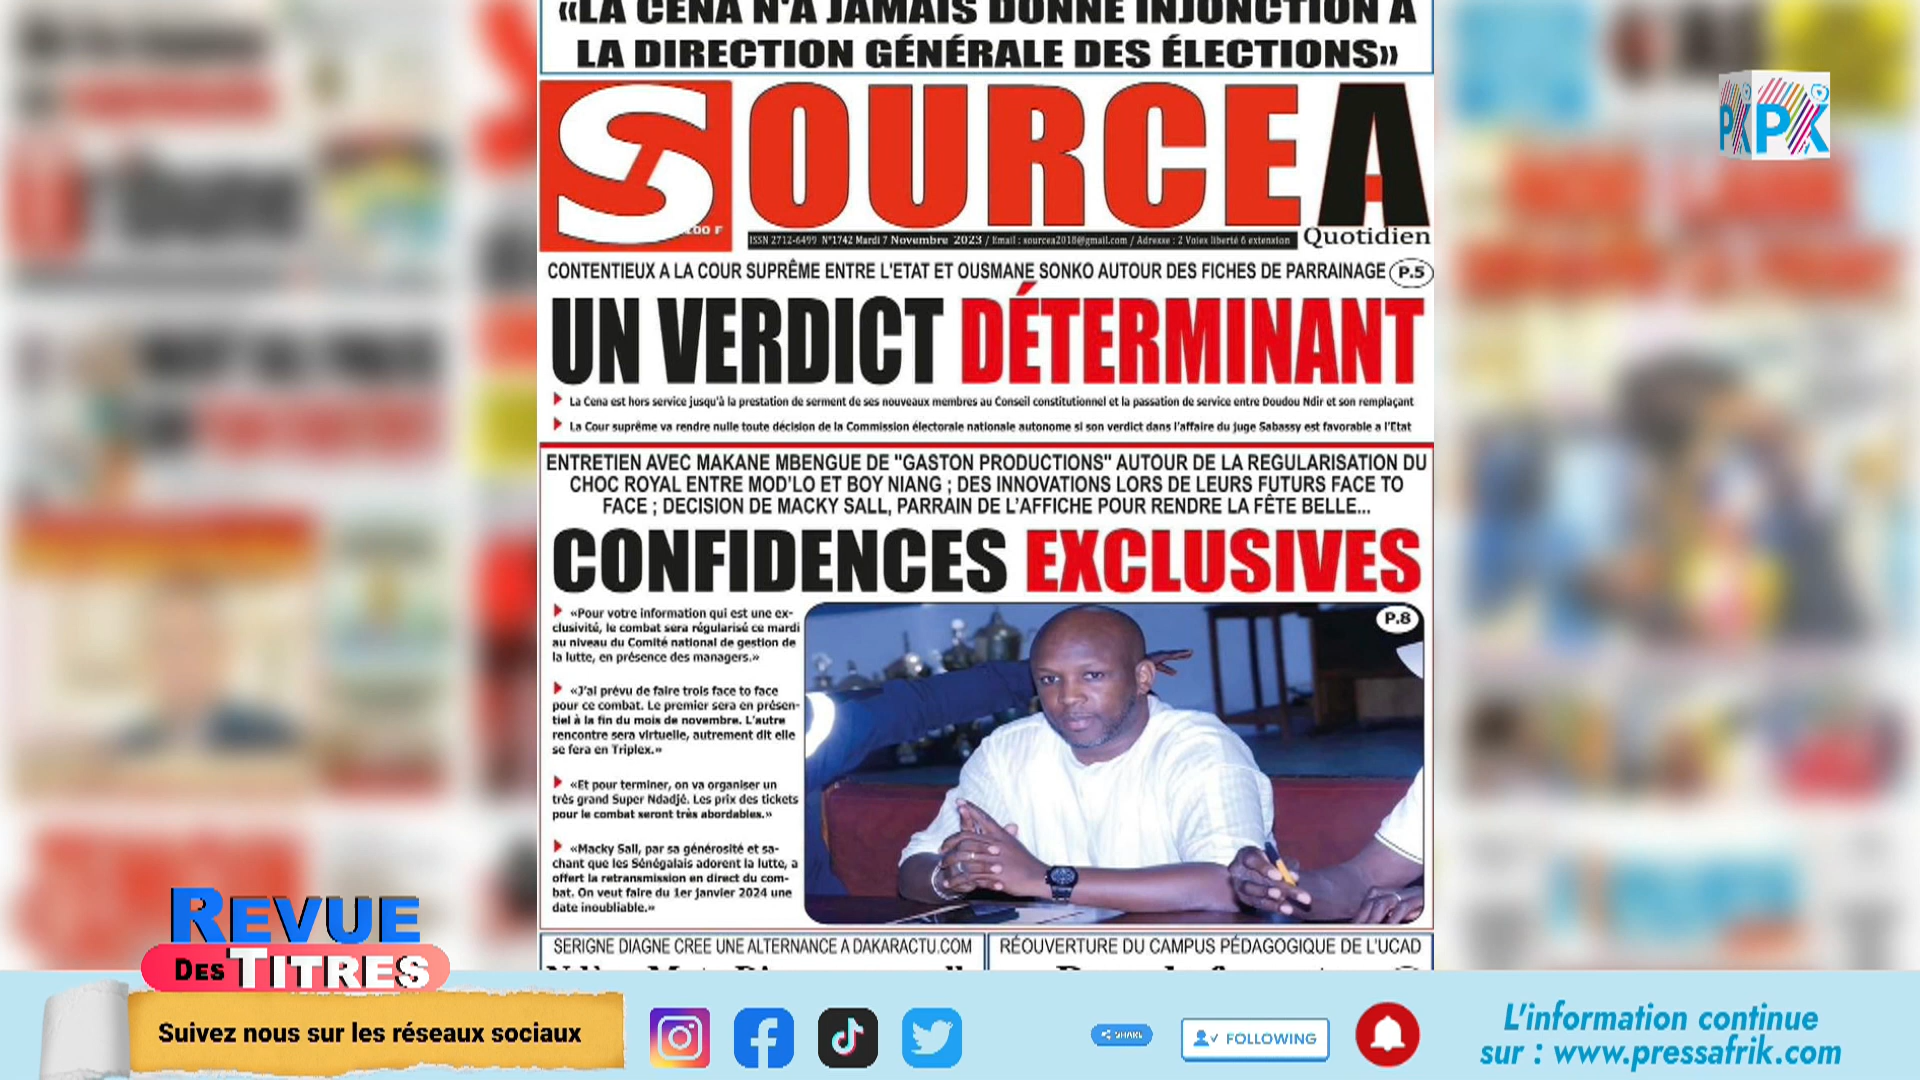 «LA CENA N'A JAMAIS DONNÉ INJONCTION À
LA DIRECTION GÉNÉRALE DES ÉLECTIONS»
SOURCEA
100 F
ISSN 2712-6499 N°1742 Mardi 7 Novembre 2023 / Email : sourcea2018@gmail.com / Adresse : 2 Voies liberté 6 extension
Quotidien
CONTENTIEUX A LA COUR SUPRÊME ENTRE L'ETAT ET OUSMANE SONKO AUTOUR DES FICHES DE PARRAINAGE P.5
UN VERDICT DÉTERMINANT
La Cena est hors service jusqu'à la prestation de serment de ses nouveaux membres au Conseil constitutionnel et la passation de service entre Doudou Ndir et son remplaçant
La Cour suprême va rendre nulle toute décision de la Commission électorale nationale autonome si son verdict dans l'affaire du juge Sabassy est favorable a l'Etat
ENTRETIEN AVEC MAKANE MBENGUE DE "GASTON PRODUCTIONS" AUTOUR DE LA REGULARISATION DU
CHOC ROYAL ENTRE MOD'LO ET BOY NIANG ; DES INNOVATIONS LORS DE LEURS FUTURS FACE TO
FACE ; DECISION DE MACKY SALL, PARRAIN DE L'AFFICHE POUR RENDRE LA FÊTE BELLE...
CONFIDENCES EXCLUSIVES
P.8
«Pour votre information qui est une ex-
clusivité, le combat sera régularisé ce mardi
au niveau du Comité national de gestion de
la lutte, en présence des managers.»
«J'ai prévu de faire trois face to face
pour ce combat. Le premier sera en présen-
tiel à la fin du mois de novembre. L'autre
rencontre sera virtuelle, autrement dit elle
se fera en Triplex.»
«Et pour terminer, on va organiser un
très grand Super Ndadjé. Les prix des tickets
pour le combat seront très abordables.»
«Macky Sall, par sa générosité et sa-
chant que les Sénégalais adorent la lutte, a
offert la retransmission en direct du com-
bat. On veut faire du 1er janvier 2024 une
date inoubliable.»
SERIGNE DIAGNE CREE UNE ALTERNANCE A DAKARACTU.COM
RÉOUVERTURE DU CAMPUS PÉDAGOGIQUE DE L'UCAD
REVUE
DES TITRES
Suivez nous sur les réseaux sociaux
SHARE
FOLLOWING
L'information continue
sur : www.pressafrik.com